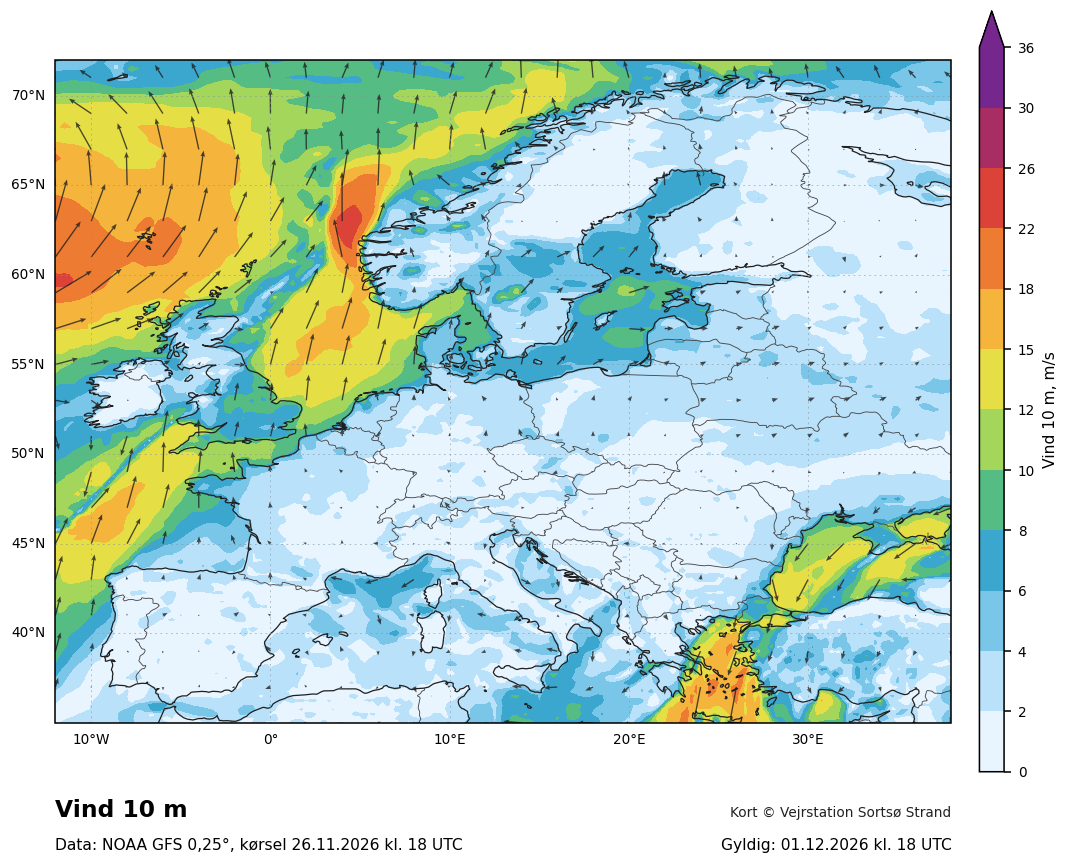 70°N
65°N
60°N
55°N
50°N
45°N
40°N
10°W
0°
10°E
20°E
30°E
36
30
26
22
18
15
12
10
8
6
4
2
0
Vind 10 m, m/s
Vind 10 m
Kort © Vejrstation Sortsø Strand
Data: NOAA GFS 0,25°, kørsel 26.11.2026 kl. 18 UTC
Gyldig: 01.12.2026 kl. 18 UTC